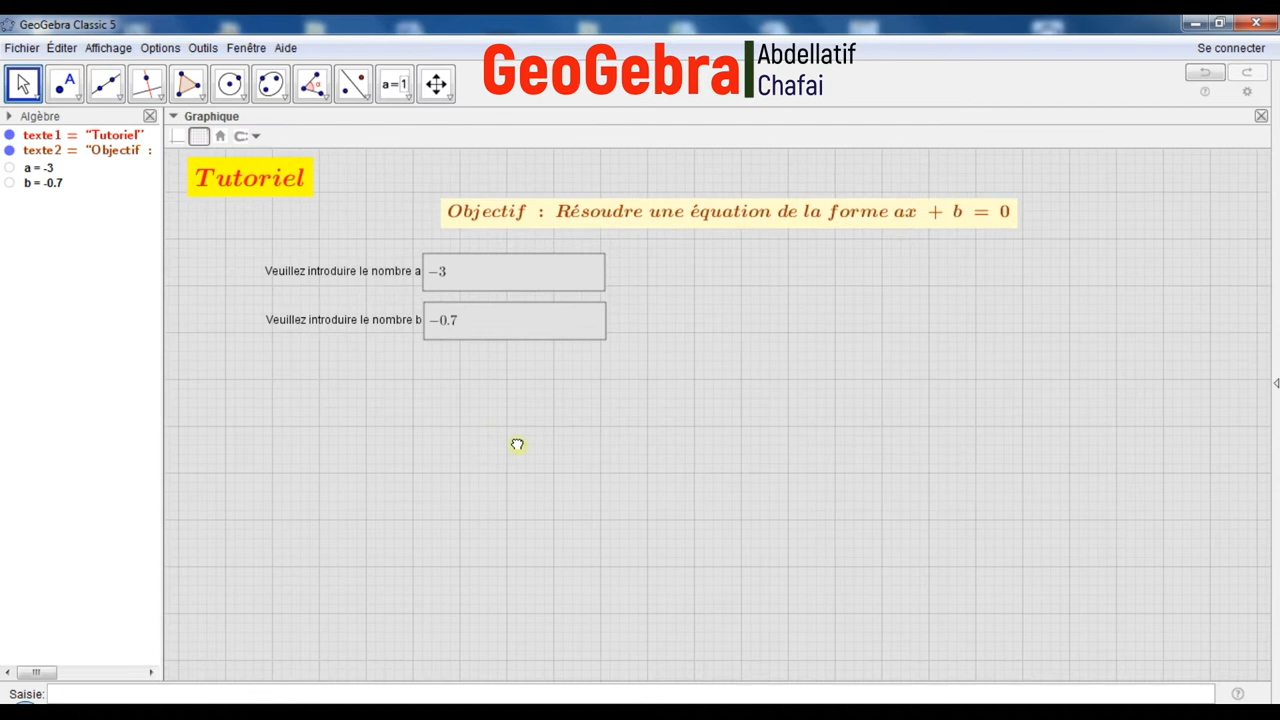 GeoGebra Classic 5
Fichier Éditer Affichage Options Outils Fenêtre Aide
Se connecter
GeoGebra
Abdellatif
Chafai
A
a=1
Algèbre
Graphique
texte1 = "Tutoriel"
texte2 = "Objectif :
a = -3
b = -0.7
Tutoriel
Objectif : Résoudre une équation de la forme ax + b = 0
Veuillez introduire le nombre a
−3
Veuillez introduire le nombre b
−0.7
Saisie: